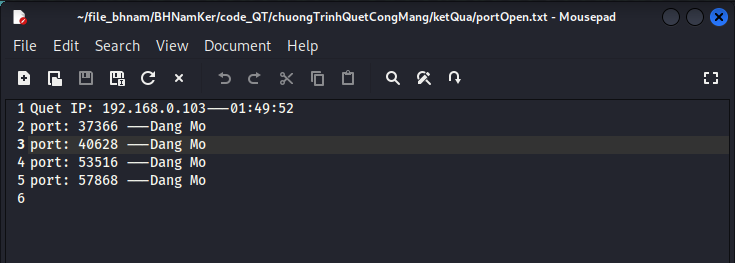 ~/file_bhnam/BHNamKer/code_QT/chuongTrinhQuetCongMang/ketQua/portOpen.txt - Mousepad
File Edit Search View Document Help
1 Quet IP: 192.168.0.103---01:49:52
2 port: 37366 ---Dang Mo
3 port: 40628 ---Dang Mo
4 port: 53516 ---Dang Mo
5 port: 57868 ---Dang Mo
6